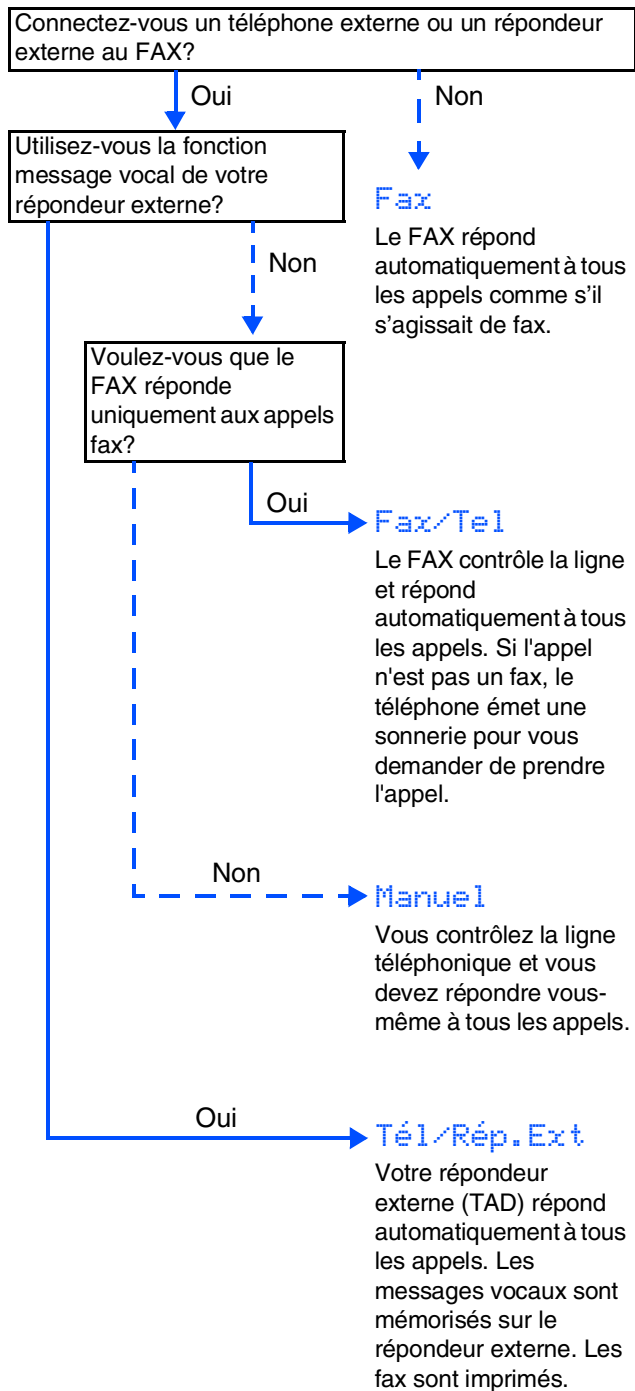 Connectez-vous un téléphone externe ou un répondeur
externe au FAX?
Oui
Non
Utilisez-vous la fonction
message vocal de votre
répondeur externe?
Fax
Le FAX répond
automatiquement à tous
les appels comme s’il
s’agissait de fax.
Non
Voulez-vous que le
FAX réponde
uniquement aux appels
fax?
Oui
Fax/Tel
Le FAX contrôle la ligne
et répond
automatiquement à tous
les appels. Si l'appel
n'est pas un fax, le
téléphone émet une
sonnerie pour vous
demander de prendre
l'appel.
Non
Manuel
Vous contrôlez la ligne
téléphonique et vous
devez répondre vous-
même à tous les appels.
Oui
Tél/Rép.Ext
Votre répondeur
externe (TAD) répond
automatiquement à tous
les appels. Les
messages vocaux sont
mémorisés sur le
répondeur externe. Les
fax sont imprimés.